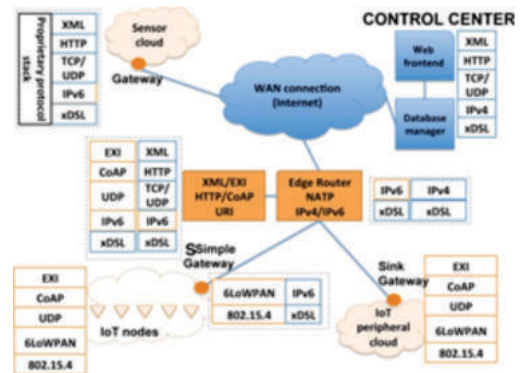 Proprietary protocol
stack
XML
HTTP
TCP/
UDP
IPv6
xDSL
Sensor
cloud
Gateway
WAN connection
(Internet)
CONTROL CENTER
Web
frontend
Database
manager
XML
HTTP
TCP/
UDP
IPv4
xDSL
EXI
CoAP
UDP
IPv6
xDSL
XML
HTTP
TCP/
UDP
IPv6
xDSL
XML/EXI
HTTP/CoAP
URI
Edge Router
NATP
IPv4/IPv6
IPv6
xDSL
IPv4
xDSL
SSimple
Gateway
IoT nodes
EXI
CoAP
UDP
6LoWPAN
802.15.4
6LoWPAN
802.15.4
IPv6
xDSL
Sink
Gateway
IoT
peripheral
cloud
EXI
CoAP
UDP
6LoWPAN
802.15.4